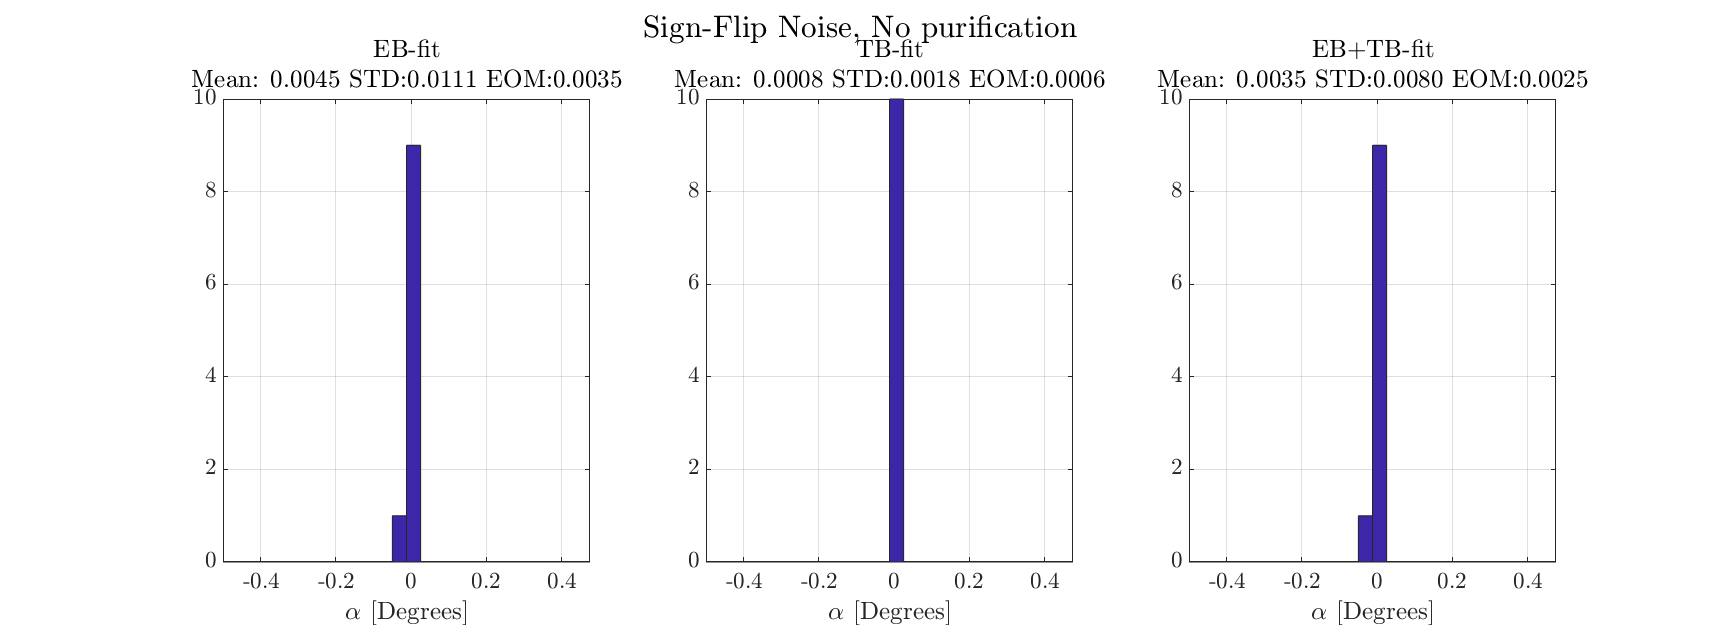 Sign-Flip Noise, No purification
EB-fit
Mean: 0.0045 STD:0.0111 EOM:0.0035
10
8
6
4
2
0
-0.4 -0.2 0 0.2 0.4
α [Degrees]
TB-fit
Mean: 0.0008 STD:0.0018 EOM:0.0006
10
8
6
4
2
0
-0.4 -0.2 0 0.2 0.4
α [Degrees]
EB+TB-fit
Mean: 0.0035 STD:0.0080 EOM:0.0025
10
8
6
4
2
0
-0.4 -0.2 0 0.2 0.4
α [Degrees]